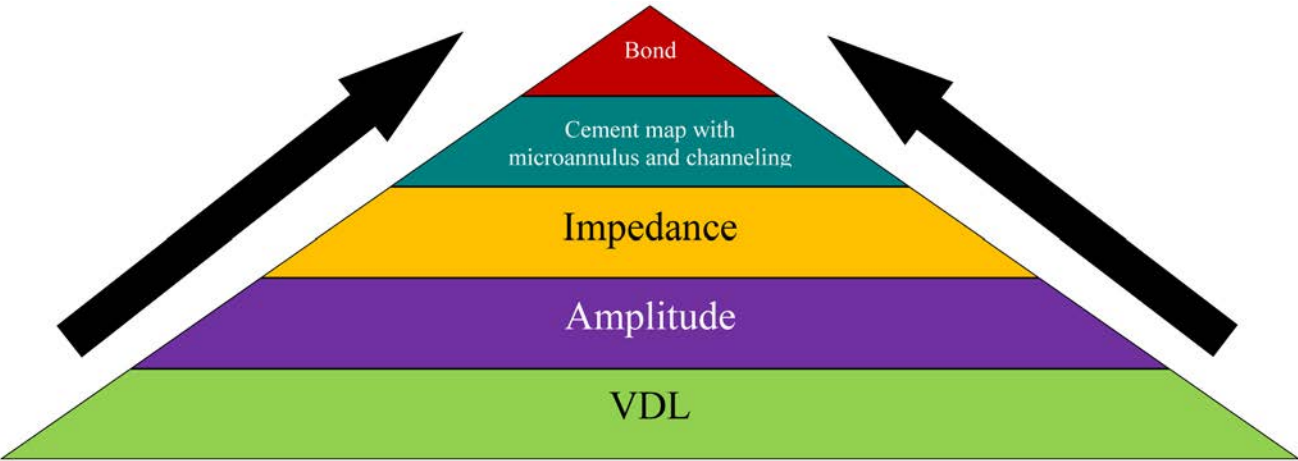 Bond
Cement map with
microannulus and channeling
Impedance
Amplitude
VDL